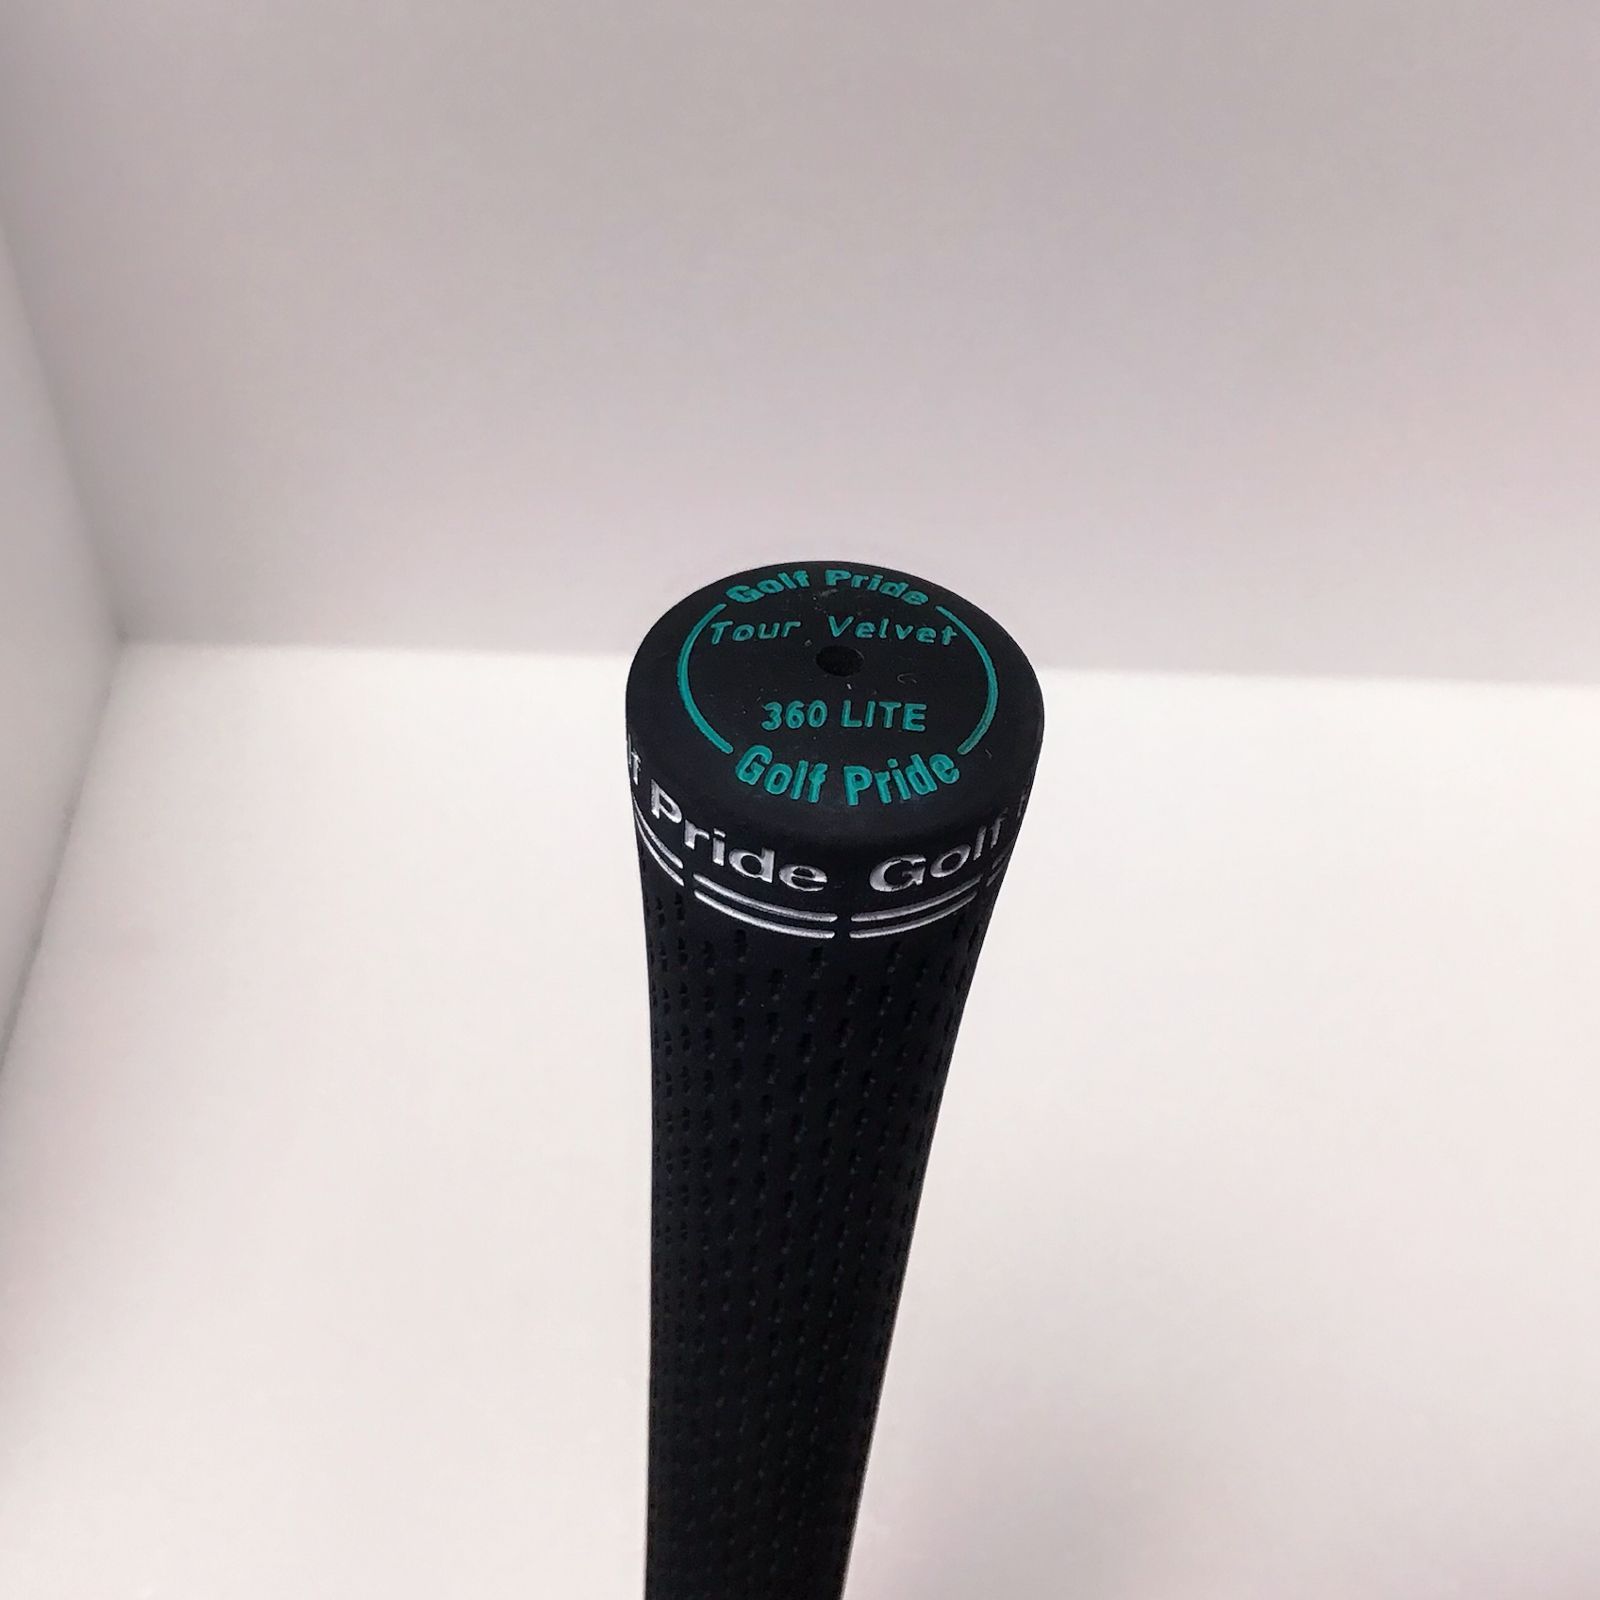 Golf Pride
Tour Velvet
360 LITE
Golf Pride
Pride Golf